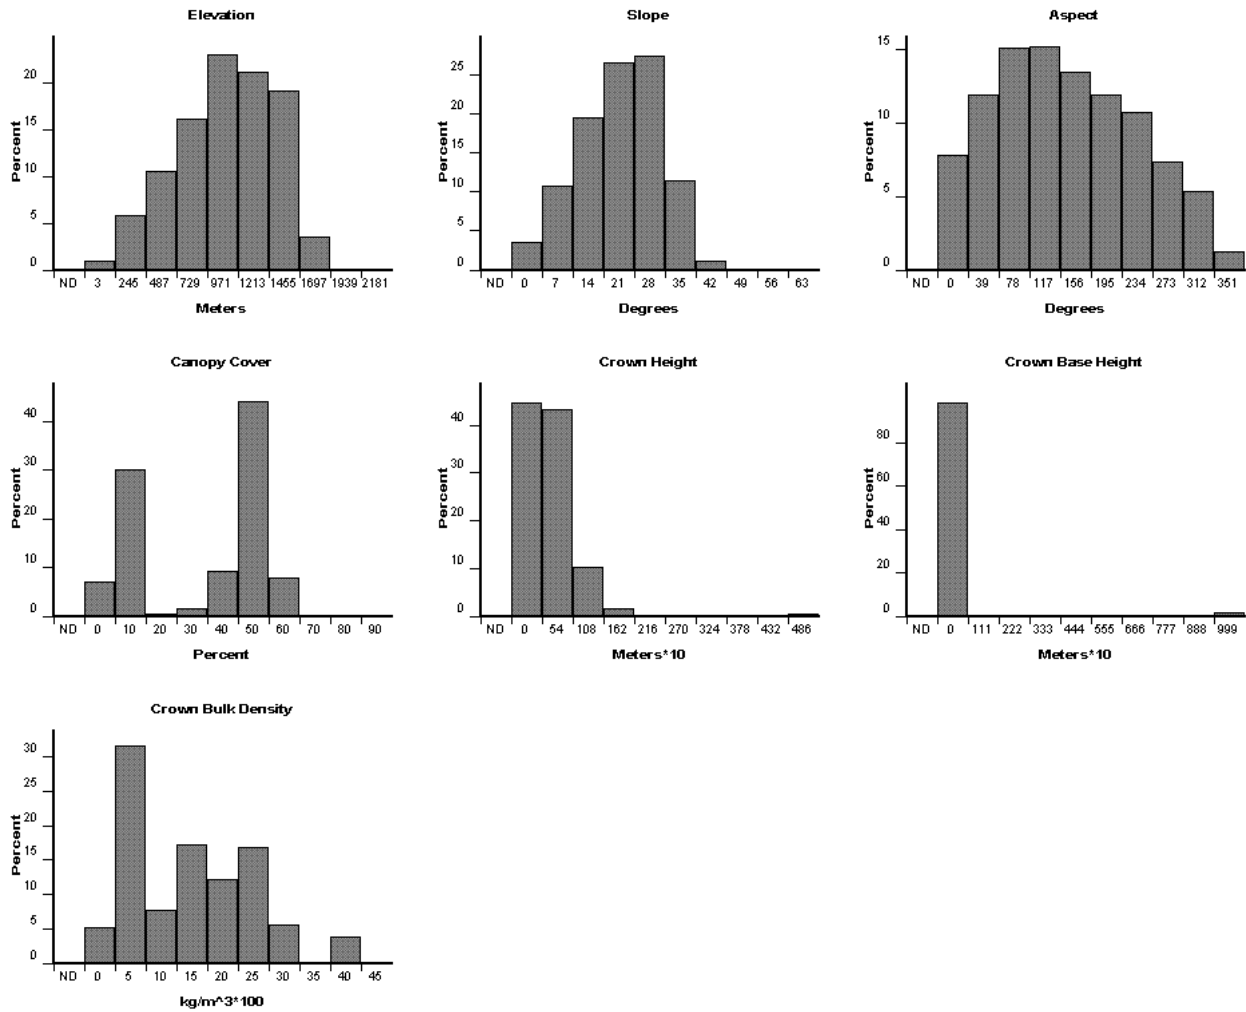 Elevation
Percent
20
15
10
5
0
ND 3 245 487 729 971 1213 1455 1697 1939 2181
Meters
Slope
Percent
25
20
15
10
5
0
ND 0 7 14 21 28 35 42 49 56 63
Degrees
Aspect
Percent
15
10
5
0
ND 0 39 78 117 156 195 234 273 312 351
Degrees
Canopy Cover
Percent
40
30
20
10
0
ND 0 10 20 30 40 50 60 70 80 90
Percent
Crown Height
Percent
40
30
20
10
0
ND 0 54 108 162 216 270 324 378 432 486
Meters*10
Crown Base Height
Percent
80
60
40
20
0
ND 0 111 222 333 444 555 666 777 888 999
Meters*10
Crown Bulk Density
Percent
30
25
20
15
10
5
0
ND 0 5 10 15 20 25 30 35 40 45
kg/m^3*100